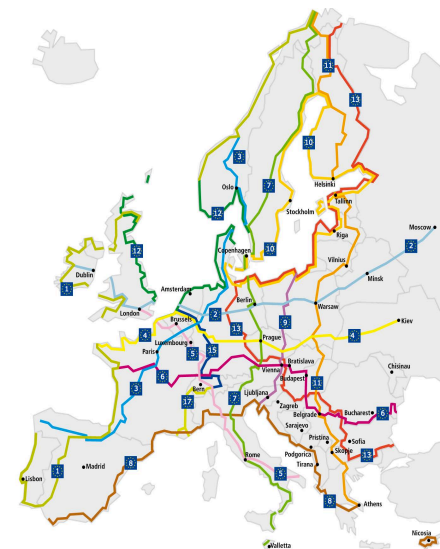 11
13
10
3
7
Oslo
Helsinki
12
Tallinn
Stockholm
Moscow
Riga
2
12
Copenhagen
10
Vilnius
Dublin
Minsk
1
Amsterdam
Berlin
Warsaw
London
2
9
Kiev
Brussels
13
4
4
Luxembourg
15
Prague
Paris
5
Bratislava
Vienna
Chisinau
6
Budapest
3
Bern
11
17
7
Ljubljana
Zagreb
Belgrade
Bucharest
6
Sarajevo
Pristina
Sofia
8
Rome
Podgorica
Skopje
13
Madrid
Tirana
1
5
Lisbon
8
Athens
Nicosia
Valletta